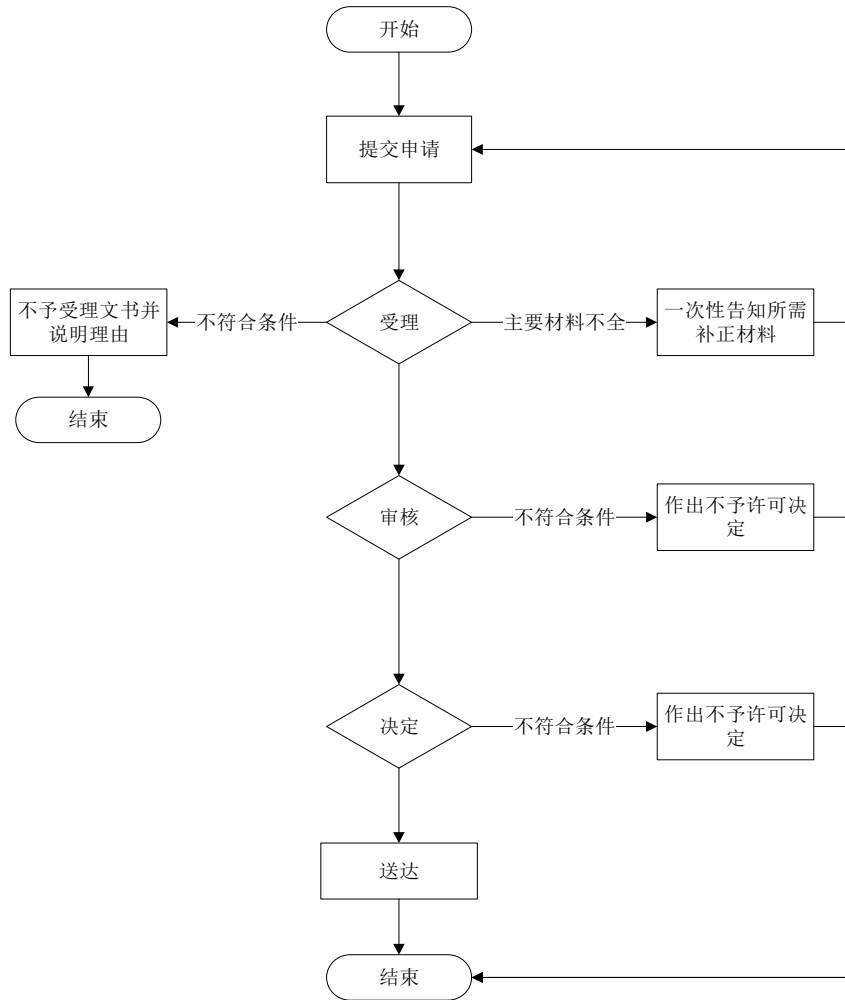 开始
提交申请
不予受理文书并
说明理由
不符合条件
受理
主要材料不全
一次性告知所需
补正材料
结束
审核
不符合条件
作出不予许可决
定
决定
不符合条件
作出不予许可决
定
送达
结束